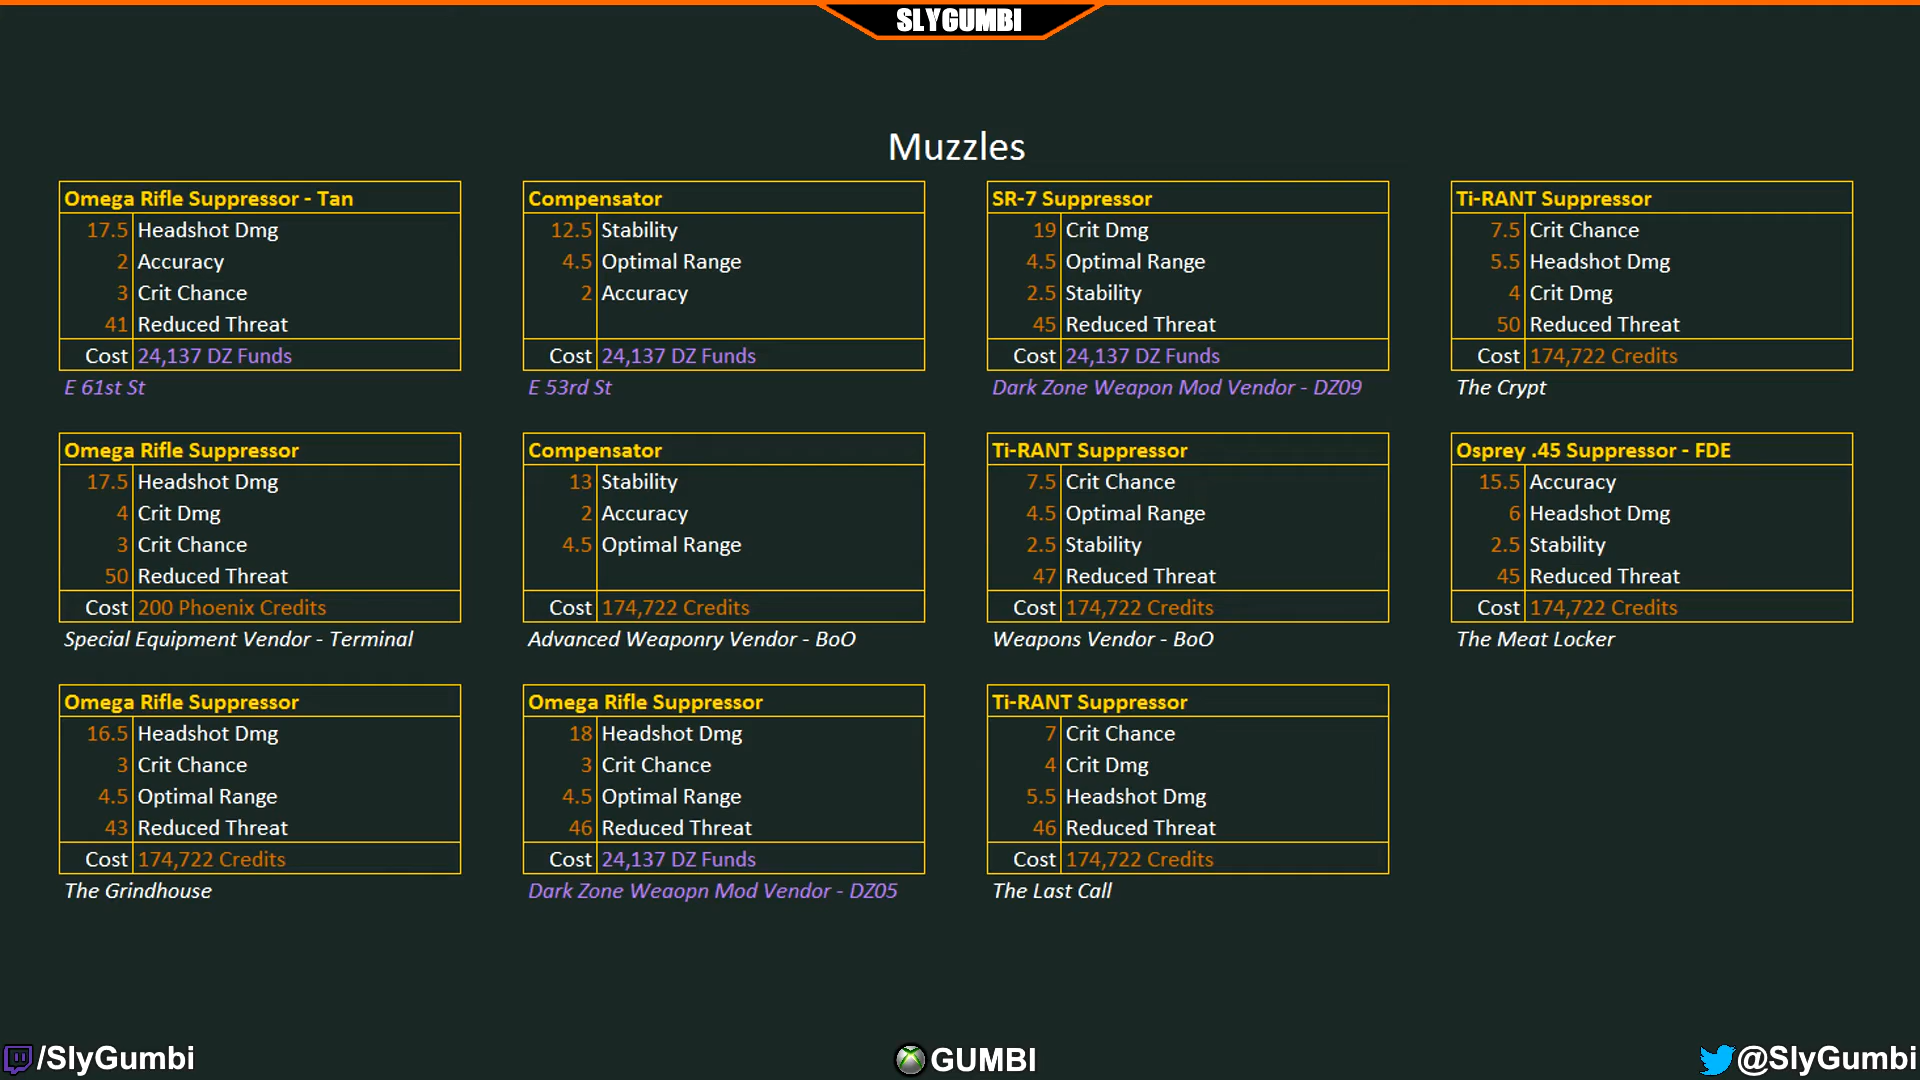 SLYGUMBI
Muzzles
Omega Rifle Suppressor - Tan
17.5 Headshot Dmg
2 Accuracy
3 Crit Chance
41 Reduced Threat
Cost 24,137 DZ Funds
E 61st St
Compensator
12.5 Stability
4.5 Optimal Range
2 Accuracy
Cost 24,137 DZ Funds
E 53rd St
SR-7 Suppressor
19 Crit Dmg
4.5 Optimal Range
2.5 Stability
45 Reduced Threat
Cost 24,137 DZ Funds
Dark Zone Weapon Mod Vendor - DZ09
Ti-RANT Suppressor
7.5 Crit Chance
5.5 Headshot Dmg
4 Crit Dmg
50 Reduced Threat
Cost 174,722 Credits
The Crypt
Omega Rifle Suppressor
17.5 Headshot Dmg
4 Crit Dmg
3 Crit Chance
50 Reduced Threat
Cost 200 Phoenix Credits
Special Equipment Vendor - Terminal
Compensator
13 Stability
2 Accuracy
4.5 Optimal Range
Cost 174,722 Credits
Advanced Weaponry Vendor - BoO
Ti-RANT Suppressor
7.5 Crit Chance
4.5 Optimal Range
2.5 Stability
47 Reduced Threat
Cost 174,722 Credits
Weapons Vendor - BoO
Osprey .45 Suppressor - FDE
15.5 Accuracy
6 Headshot Dmg
2.5 Stability
45 Reduced Threat
Cost 174,722 Credits
The Meat Locker
Omega Rifle Suppressor
16.5 Headshot Dmg
3 Crit Chance
4.5 Optimal Range
43 Reduced Threat
Cost 174,722 Credits
The Grindhouse
Omega Rifle Suppressor
18 Headshot Dmg
3 Crit Chance
4.5 Optimal Range
46 Reduced Threat
Cost 24,137 DZ Funds
Dark Zone Weaopn Mod Vendor - DZ05
Ti-RANT Suppressor
7 Crit Chance
4 Crit Dmg
5.5 Headshot Dmg
46 Reduced Threat
Cost 174,722 Credits
The Last Call
/SlyGumbi
GUMBI
@SlyGumbi